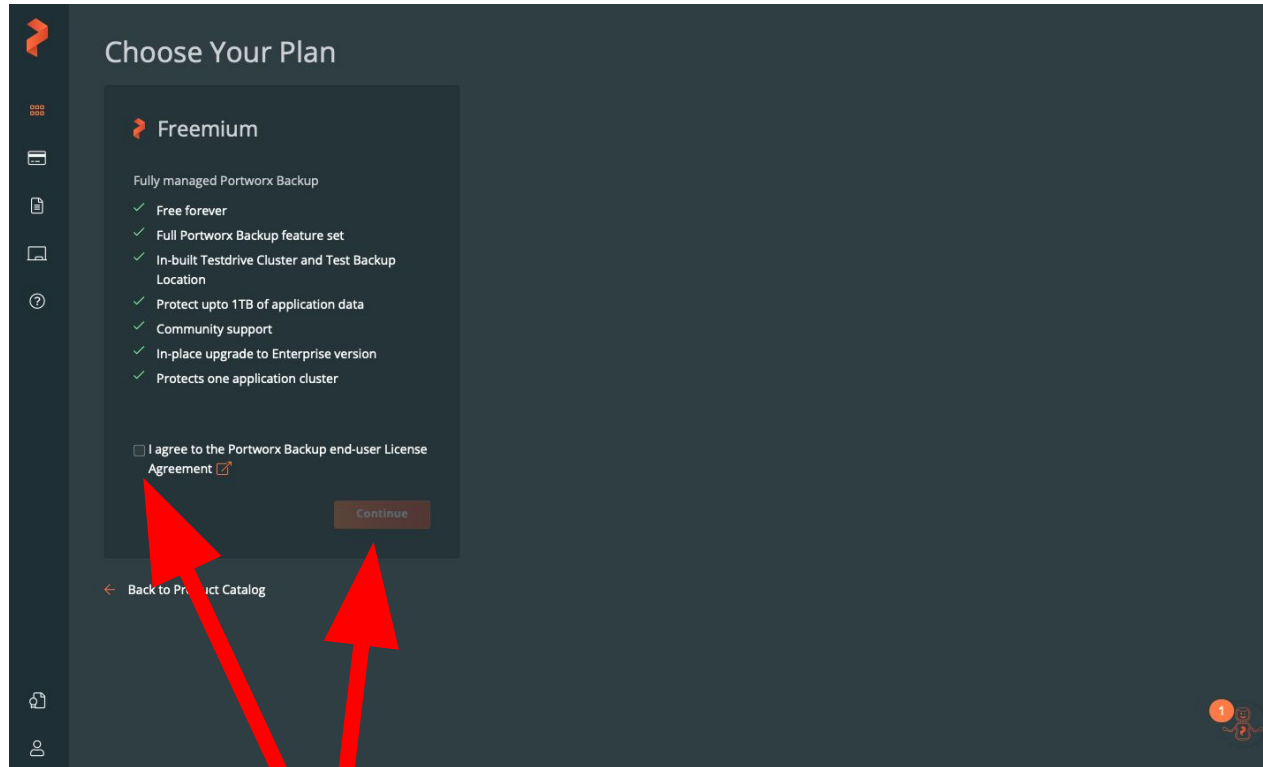 Choose Your Plan
Freemium
Fully managed Portworx Backup
Free forever
Full Portworx Backup feature set
In-built Testdrive Cluster and Test Backup
Location
Protect upto 1TB of application data
Community support
In-place upgrade to Enterprise version
Protects one application cluster
I agree to the Portworx Backup end-user License
Agreement
Continue
Back to Product Catalog
1